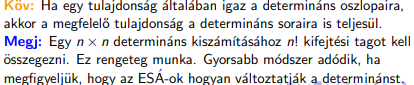 Köv: Ha egy tulajdonság általában igaz a determináns oszlopaira,
akkor a megfelelő tulajdonság a determináns soraira is teljesül.
Megj: Egy n × n determináns kiszámításához n! kifejtési tagot kell
összegezni. Ez rengeteg munka. Gyorsabb módszer adódik, ha
megfigyeljük, hogy az ESÁ-ok hogyan változtatják a determinánst.